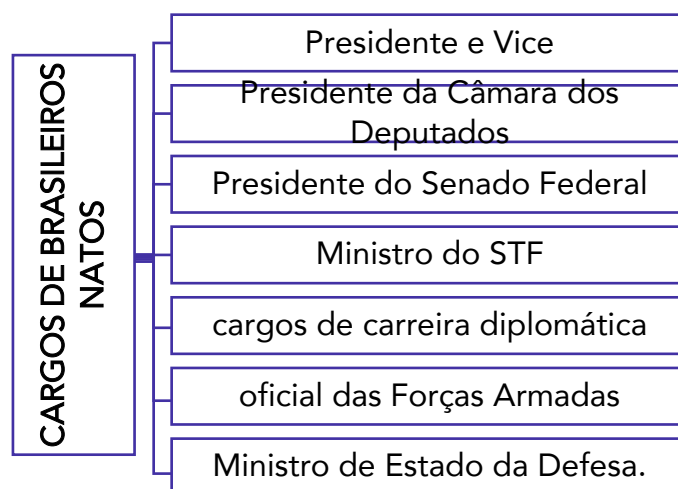 CARGOS DE BRASILEIROS
NATOS
Presidente e Vice
Presidente da Câmara dos
Deputados
Presidente do Senado Federal
Ministro do STF
cargos de carreira diplomática
oficial das Forças Armadas
Ministro de Estado da Defesa.